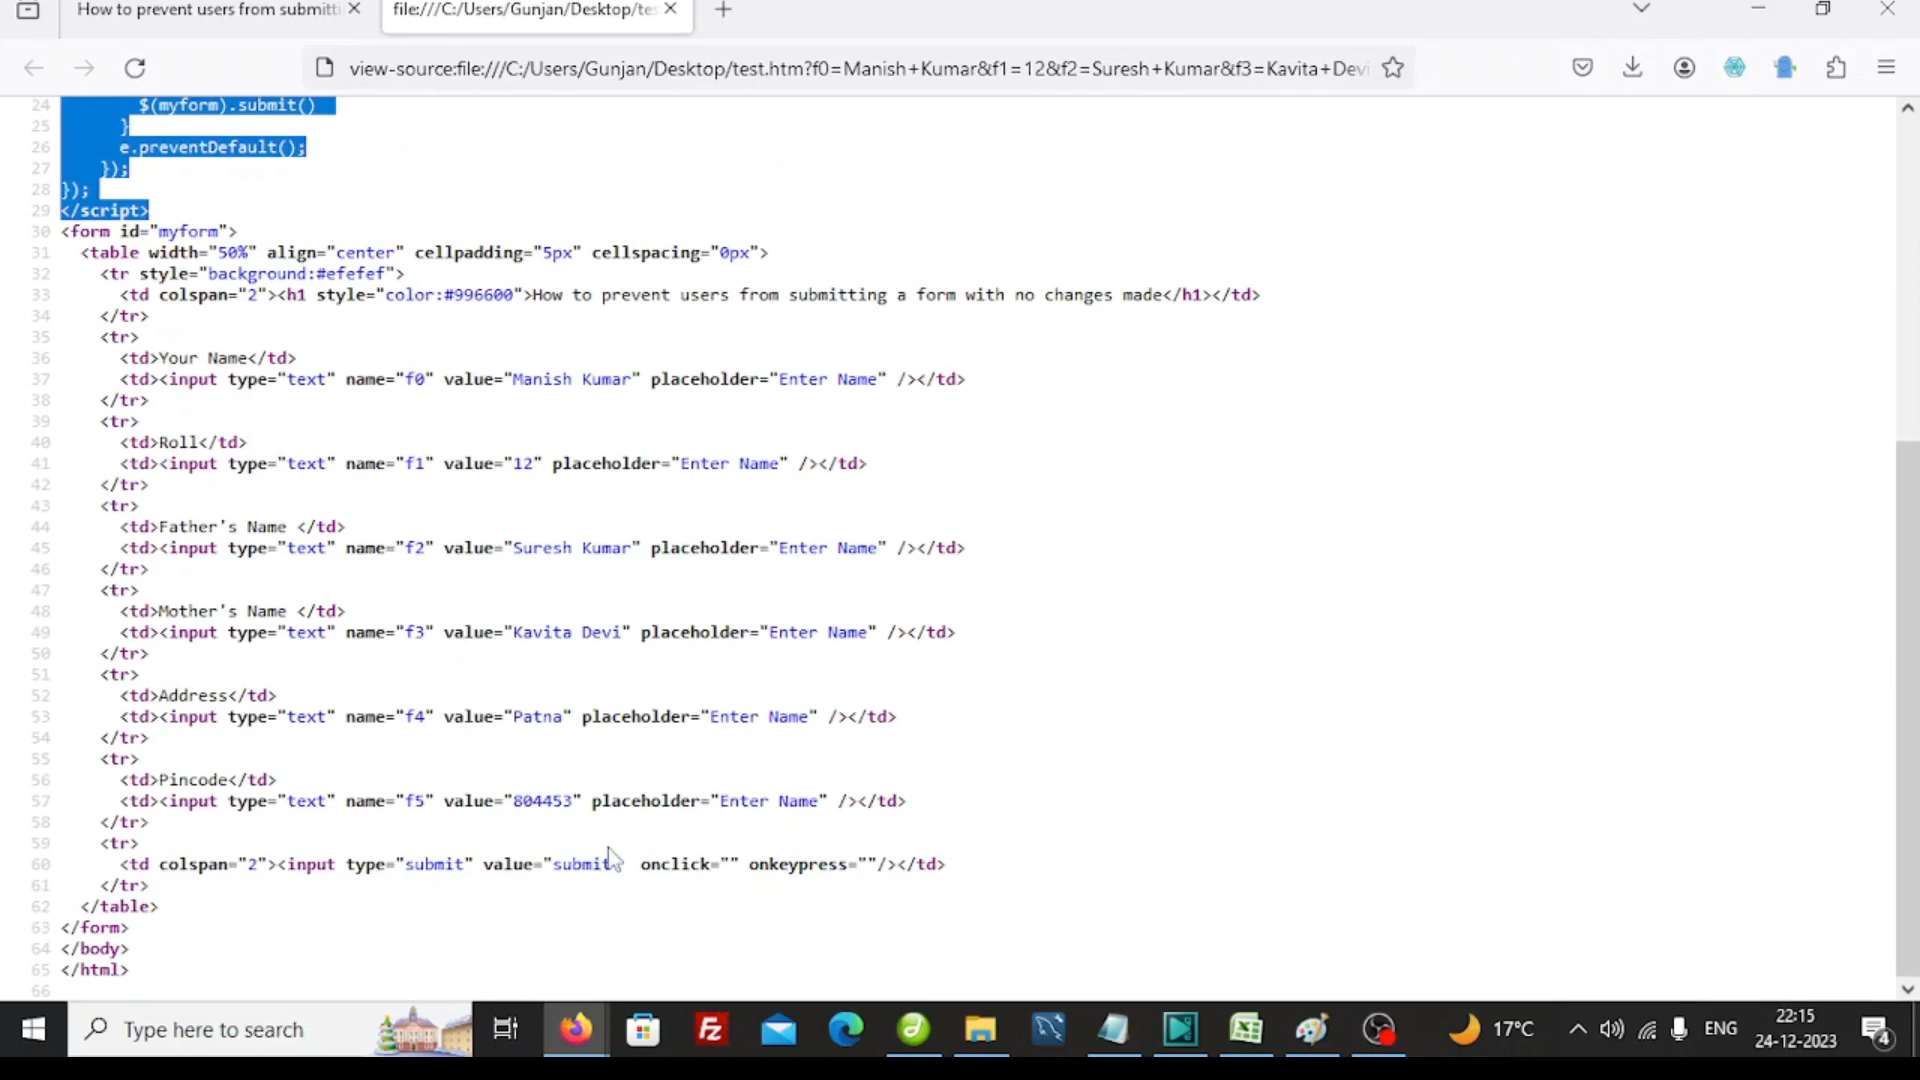 How to prevent users from submitti
file:///C:/Users/Gunjan/Desktop/tes
view-source:file:///C:/Users/Gunjan/Desktop/test.htm?f0=Manish+Kumar&f1=12&f2=Suresh+Kumar&f3=Kavita+Devi
24 $(myform).submit()
25 }
26 e.preventDefault();
27 });
28 });
29 </script>
30 <form id="myform">
31 <table width="50%" align="center" cellpadding="5px" cellspacing="0px">
32 <tr style="background:#efefef">
33 <td colspan="2"><h1 style="color:#996600">How to prevent users from submitting a form with no changes made</h1></td>
34 </tr>
35 <tr>
36 <td>Your Name</td>
37 <td><input type="text" name="f0" value="Manish Kumar" placeholder="Enter Name" /></td>
38 </tr>
39 <tr>
40 <td>Roll</td>
41 <td><input type="text" name="f1" value="12" placeholder="Enter Name" /></td>
42 </tr>
43 <tr>
44 <td>Father's Name </td>
45 <td><input type="text" name="f2" value="Suresh Kumar" placeholder="Enter Name" /></td>
46 </tr>
47 <tr>
48 <td>Mother's Name </td>
49 <td><input type="text" name="f3" value="Kavita Devi" placeholder="Enter Name" /></td>
50 </tr>
51 <tr>
52 <td>Address</td>
53 <td><input type="text" name="f4" value="Patna" placeholder="Enter Name" /></td>
54 </tr>
55 <tr>
56 <td>Pincode</td>
57 <td><input type="text" name="f5" value="804453" placeholder="Enter Name" /></td>
58 </tr>
59 <tr>
60 <td colspan="2"><input type="submit" value="submit" onclick="" onkeypress=""/></td>
61 </tr>
62 </table>
63 </form>
64 </body>
65 </html>
66
Type here to search
17°C
ENG
22:15
24-12-2023
4